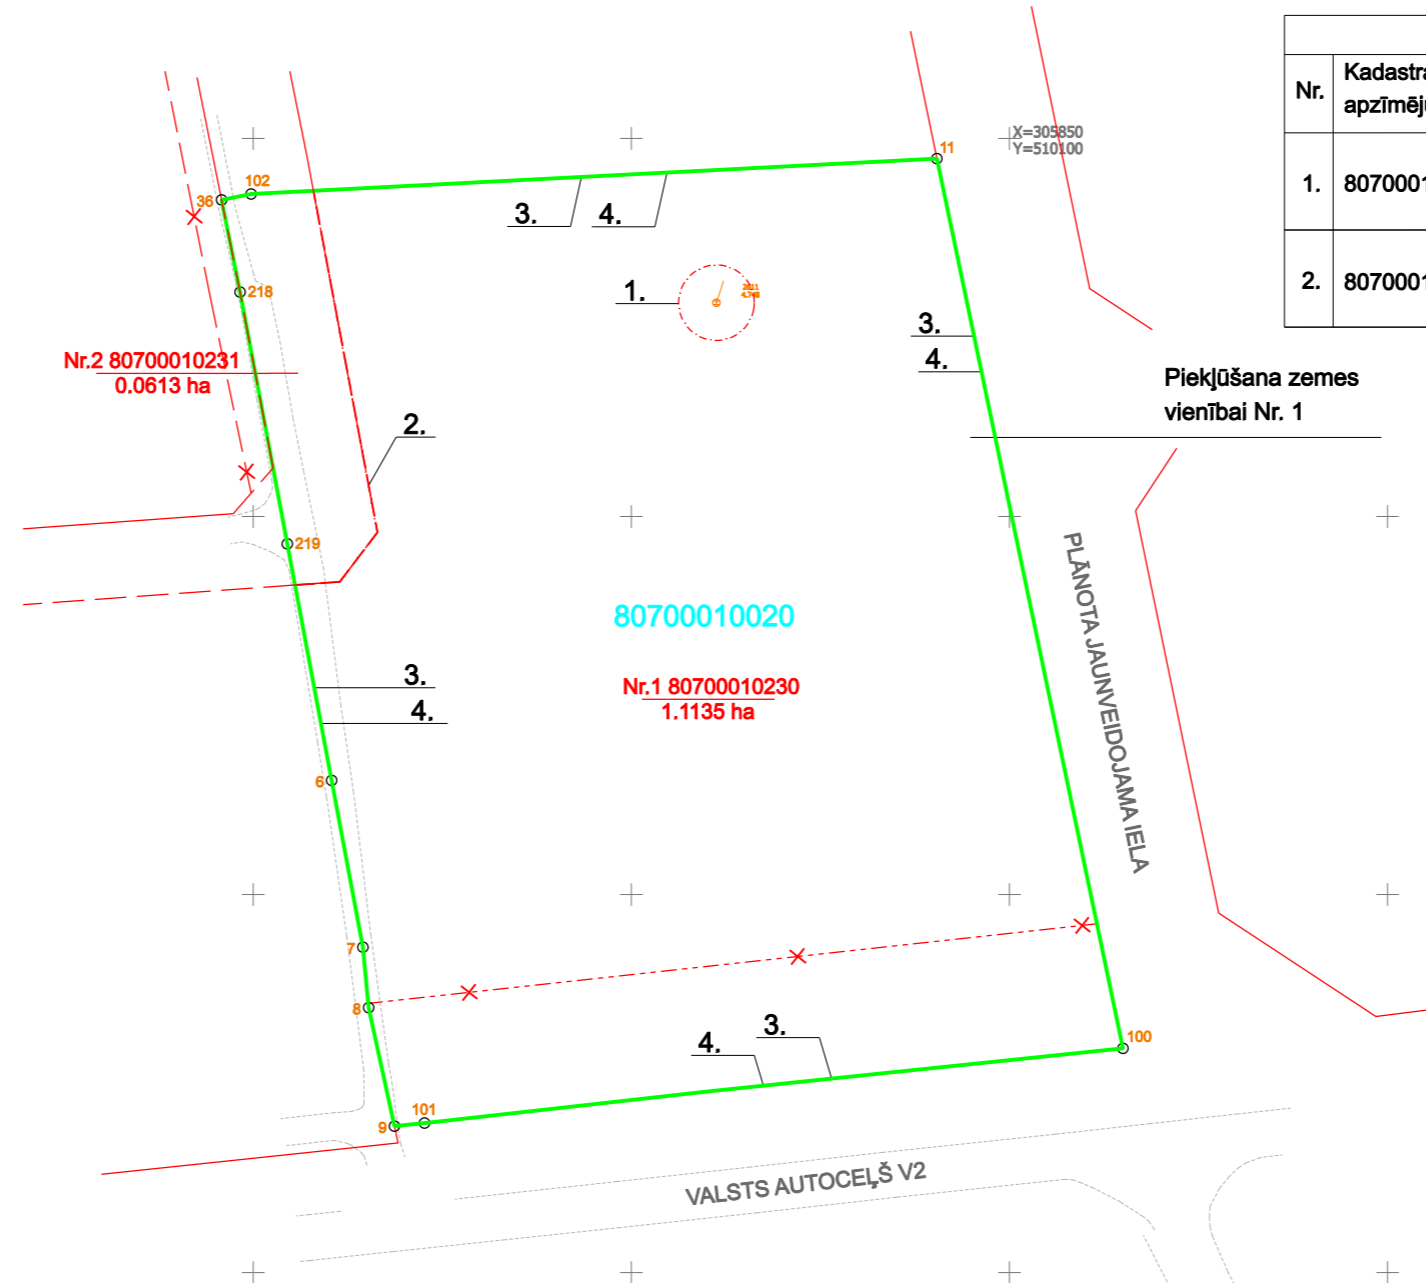 Nr.
Kadastra
apzīmēju
1.
8070001
2.
8070001
X=305850
Y=510100
11
102
36
3.
4.
218
1.
3.
4.
Nr.2 80700010231
0.0613 ha
Piekļūšana zemes
vienībai Nr. 1
2.
219
PLĀNOTA JAUNVEIDOJAMA IELA
80700010020
Nr.1 80700010230
1.1135 ha
3.
4.
6
7
8
4.
3.
100
101
9
VALSTS AUTOCEĻŠ V2